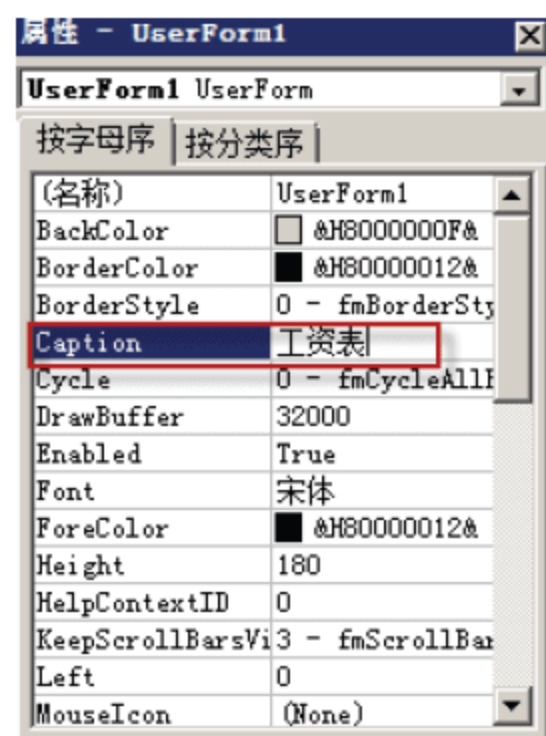 属性 - UserForm1
UserForm1 UserForm
按字母序 按分类序
(名称) UserForm1
BackColor &H8000000F&
BorderColor &H80000012&
BorderStyle 0 - fmBorderSty
Caption 工资表
Cycle 0 - fmCycleAll
DrawBuffer 32000
Enabled True
Font 宋体
ForeColor &H80000012&
Height 180
HelpContextID 0
KeepScrollBarsVi 3 - fmScrollBar
Left 0
MouseIcon (None)